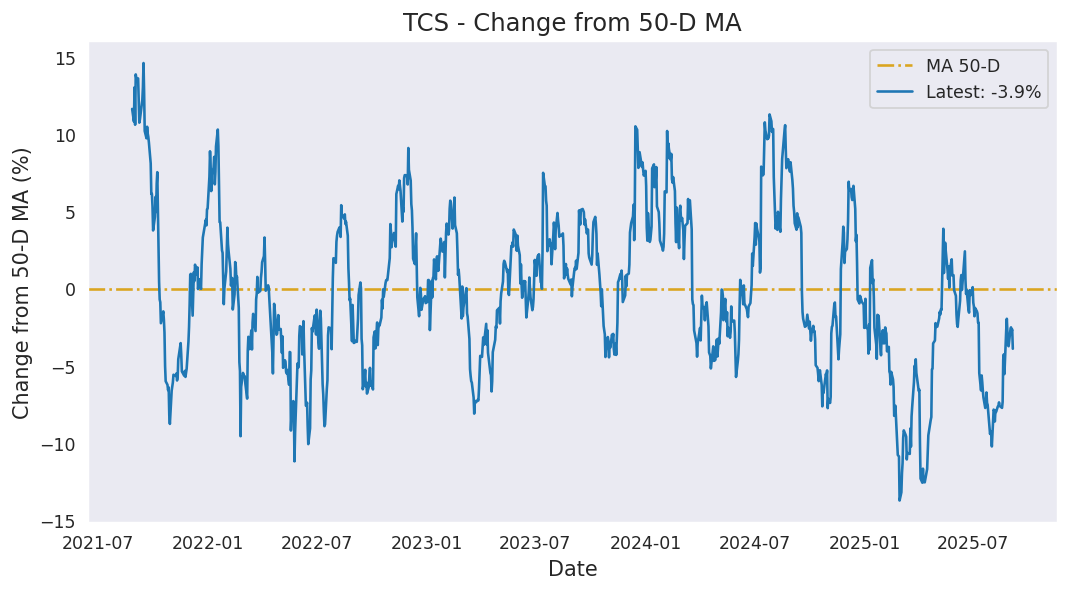 TCS - Change from 50-D MA
MA 50-D
Latest: -3.9%
Change from 50-D MA (%)
15
10
5
0
−5
−10
−15
2021-07 2022-01 2022-07 2023-01 2023-07 2024-01 2024-07 2025-01 2025-07
Date